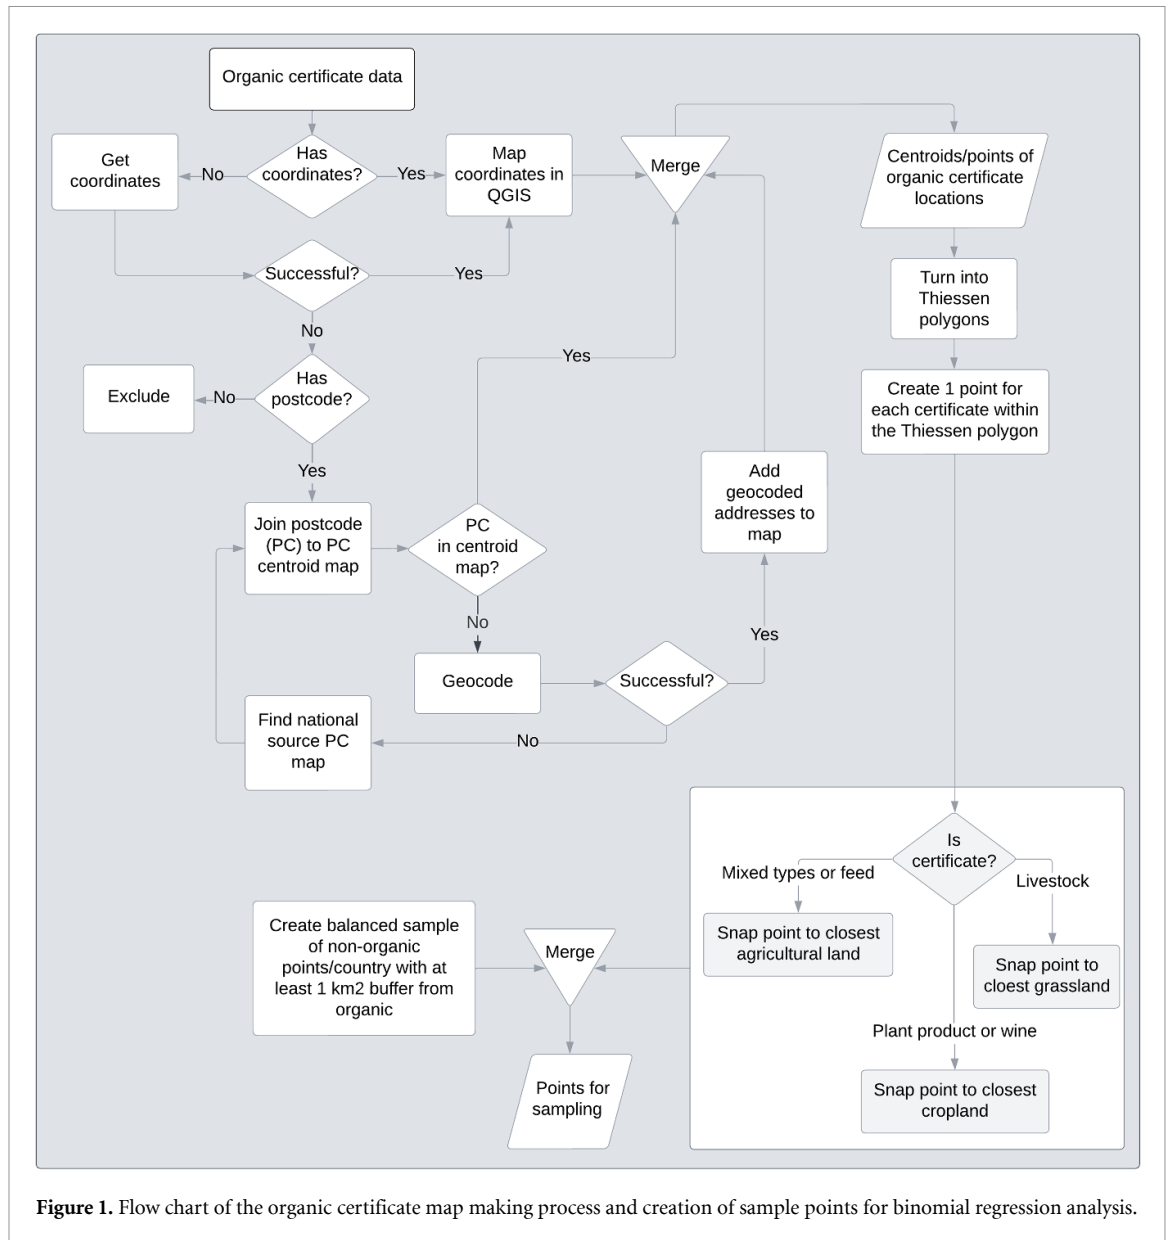 Organic certificate data
Get
coordinates
No
Has
coordinates?
Yes
Map
coordinates in
QGIS
Merge
Centroids/points of
organic certificate
locations
Successful?
Yes
No
Turn into
Thiessen
polygons
Exclude
No
Has
postcode?
Yes
Yes
Create 1 point for
each certificate within
the Thiessen polygon
Join postcode
(PC) to PC
centroid map
PC
in centroid
map?
Add
geocoded
addresses to
map
No
Geocode
Successful?
Yes
Find national
source PC
map
No
Is
certificate?
Mixed types or feed
Livestock
Snap point to closest
agricultural land
Snap point to
cloest grassland
Plant product or wine
Snap point to closest
cropland
Create balanced sample
of non-organic
points/country with at
least 1 km2 buffer from
organic
Merge
Points for
sampling
Figure 1. Flow chart of the organic certificate map making process and creation of sample points for binomial regression analysis.